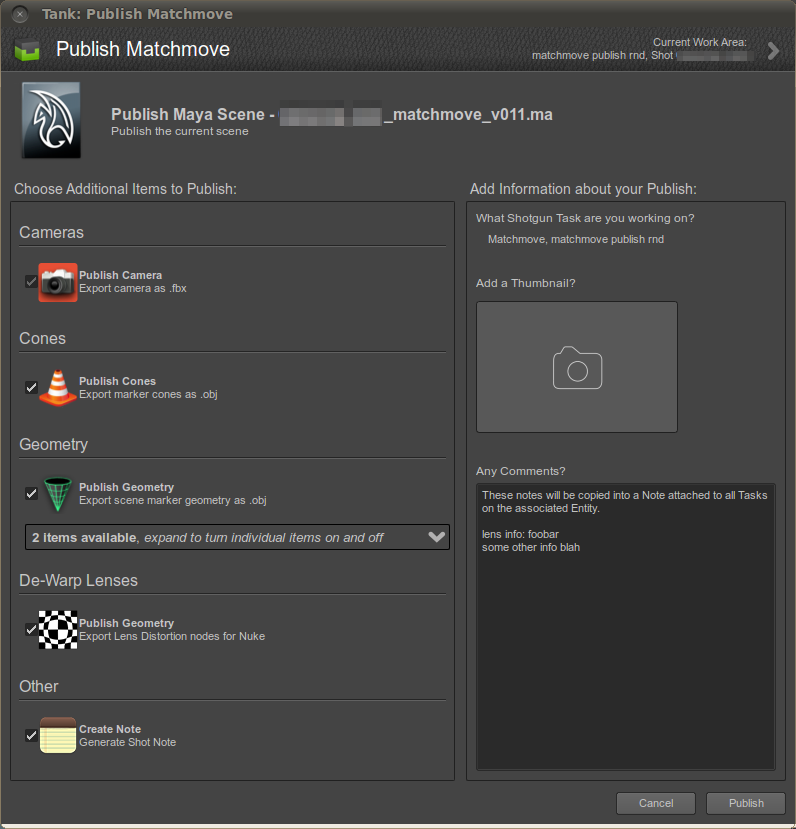 Tank: Publish Matchmove
Publish Matchmove
Current Work Area:
matchmove publish rnd, Shot
Publish Maya Scene - _matchmove_v011.ma
Publish the current scene
Choose Additional Items to Publish:
Cameras
Publish Camera
Export camera as .fbx
Cones
Publish Cones
Export marker cones as .obj
Geometry
Publish Geometry
Export scene marker geometry as .obj
2 items available, expand to turn individual items on and off
De-Warp Lenses
Publish Geometry
Export Lens Distortion nodes for Nuke
Other
Create Note
Generate Shot Note
Add Information about your Publish:
What Shotgun Task are you working on?
Matchmove, matchmove publish rnd
Add a Thumbnail?
Any Comments?
These notes will be copied into a Note attached to all Tasks
on the associated Entity.
lens info: foobar
some other info blah
Cancel
Publish